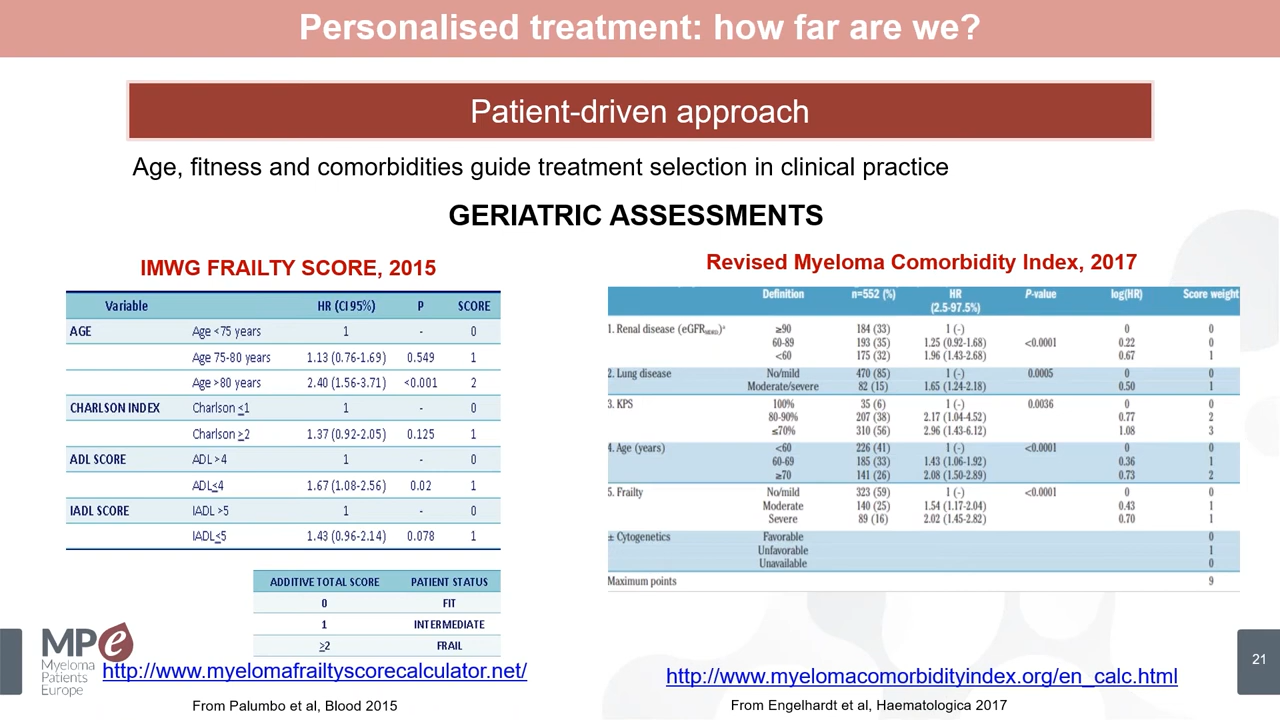 Personalised treatment: how far are we?
Patient-driven approach
Age, fitness and comorbidities guide treatment selection in clinical practice
GERIATRIC ASSESSMENTS
IMWG FRAILTY SCORE, 2015
Variable HR (CI 95%) P SCORE
AGE Age <75 years 1 - 0
Age 75-80 years 1.13 (0.76-1.69) 0.549 1
Age >80 years 2.40 (1.56-3.71) <0.001 2
CHARLSON INDEX Charlson ≤1 1 - 0
Charlson ≥2 1.37 (0.92-2.05) 0.125 1
ADL SCORE ADL >4 1 - 0
ADL≤4 1.67 (1.08-2.56) 0.02 1
IADL SCORE IADL >5 1 - 0
IADL≤5 1.43 (0.96-2.14) 0.078 1
ADDITIVE TOTAL SCORE PATIENT STATUS
0 FIT
1 INTERMEDIATE
≥2 FRAIL
http://www.myelomafrailtyscorecalculator.net/
From Palumbo et al, Blood 2015
Revised Myeloma Comorbidity Index, 2017
Definition n=552 (%) HR P-value log(HR) Score weight
(2.5-97.5%)
1. Renal disease (eGFRMDRD)a ≥90 184 (33) 1 (-) 0 0
60-89 193 (35) 1.25 (0.92-1.68) <0.0001 0.22 0
<60 175 (32) 1.96 (1.43-2.68) 0.67 1
2. Lung disease No/mild 470 (85) 1 (-) 0.0005 0 0
Moderate/severe 82 (15) 1.65 (1.24-2.18) 0.50 1
3. KPS 100% 35 (6) 1 (-) 0.0036 0 0
80-90% 207 (38) 2.17 (1.04-4.52) 0.77 2
≤70% 310 (56) 2.96 (1.43-6.12) 1.08 3
4. Age (years) <60 226 (41) 1 (-) <0.0001 0 0
60-69 185 (33) 1.43 (1.06-1.92) 0.36 1
≥70 141 (26) 2.08 (1.50-2.89) 0.73 2
5. Frailty No/mild 323 (59) 1 (-) <0.0001 0 0
Moderate 140 (25) 1.54 (1.17-2.04) 0.43 1
Severe 89 (16) 2.02 (1.45-2.82) 0.70 1
± Cytogenetics Favorable 0
Unfavorable 1
Unavailable 0
Maximum points 9
http://www.myelomacomorbidityindex.org/en_calc.html
From Engelhardt et al, Haematologica 2017
MPe
Myeloma
Patients
Europe
21